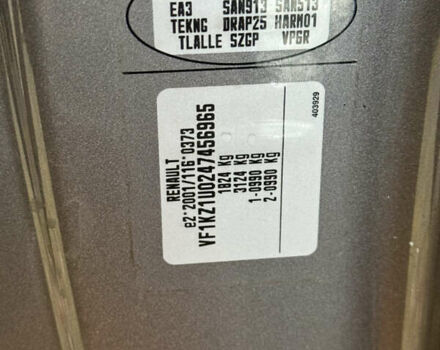 EA3 SAN913 SAN513
TEKNG DRAP25 HARM01
TLALLE SZGP VPGR
RENAULT
e2*2001/116*0373
VF1KZ1U0247456965
1824 Kg
3124 Kg
1-0990 Kg
2-0990 Kg
403929